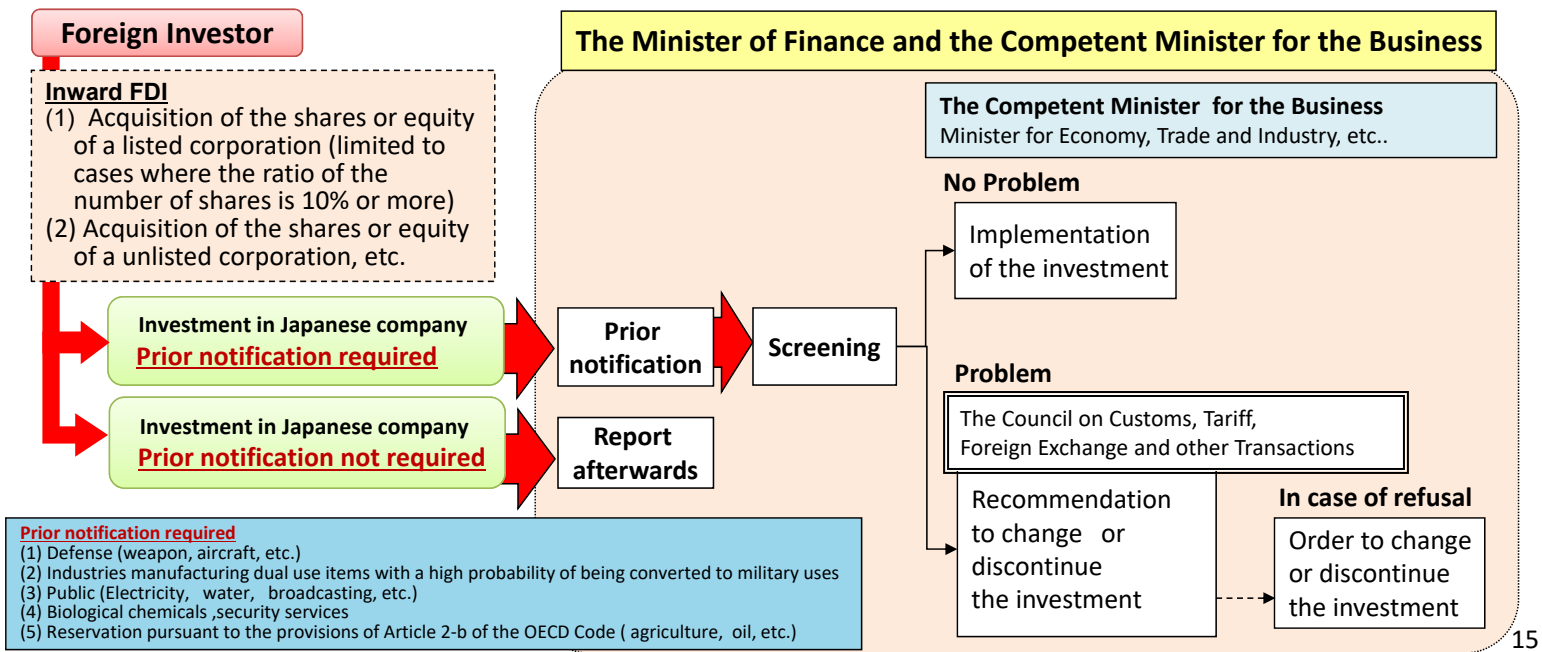 Foreign Investor
Inward FDI
(1) Acquisition of the shares or equity
of a listed corporation (limited to
cases where the ratio of the
number of shares is 10% or more)
(2) Acquisition of the shares or equity
of a unlisted corporation, etc.
Investment in Japanese company
Prior notification required
Investment in Japanese company
Prior notification not required
The Minister of Finance and the Competent Minister for the Business
The Competent Minister for the Business
Minister for Economy, Trade and Industry, etc..
Prior
notification
Screening
Report
afterwards
No Problem
Implementation
of the investment
Problem
The Council on Customs, Tariff,
Foreign Exchange and other Transactions
Recommendation
to change or
discontinue
the investment
In case of refusal
Order to change
or discontinue
the investment
Prior notification required
(1) Defense (weapon, aircraft, etc.)
(2) Industries manufacturing dual use items with a high probability of being converted to military uses
(3) Public (Electricity, water, broadcasting, etc.)
(4) Biological chemicals ,security services
(5) Reservation pursuant to the provisions of Article 2-b of the OECD Code ( agriculture, oil, etc.)
15